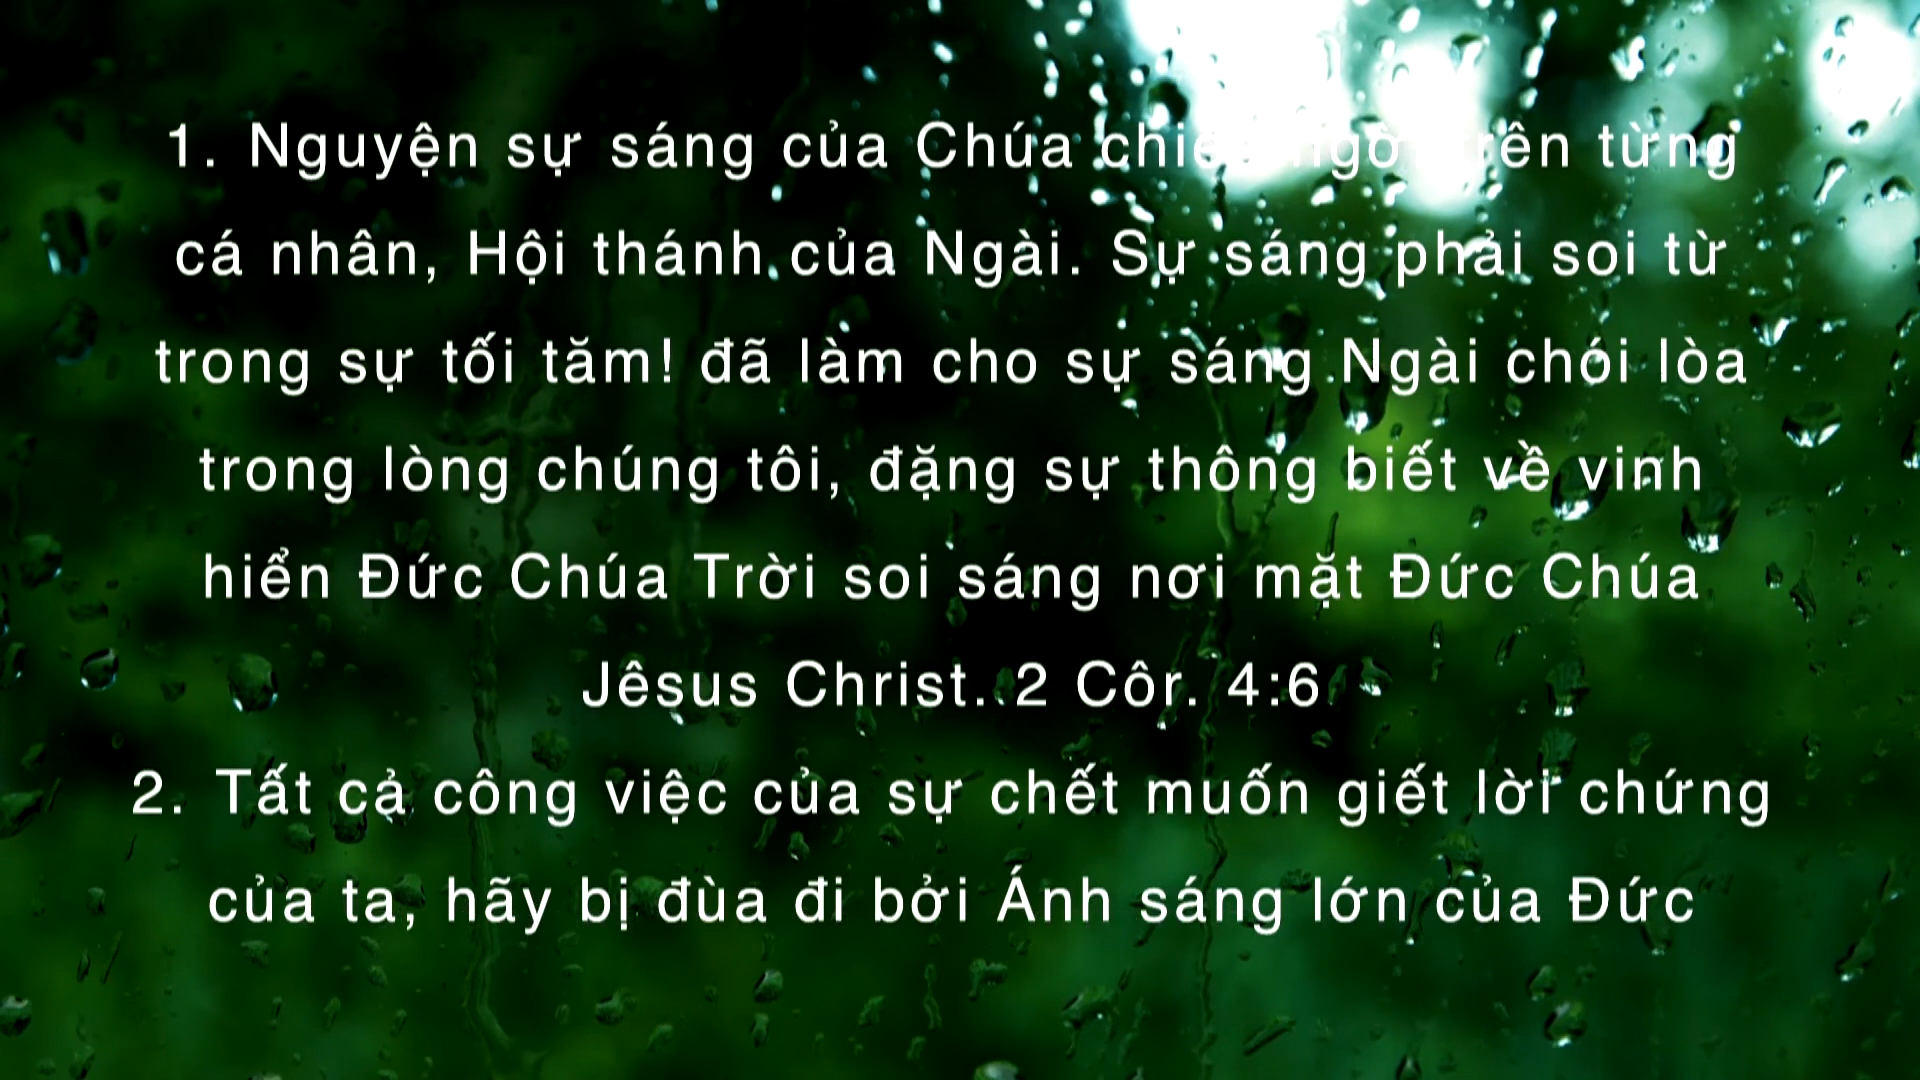 1. Nguyện sự sáng của Chúa trên từng
cá nhân, Hội thánh của Ngài. Sự sáng phải soi từ
trong sự tối tăm! đã làm cho sự sáng Ngài chói lòa
trong lòng chúng tôi, đặng sự thông biết về vinh
hiển Đức Chúa Trời soi sáng nơi mặt Đức Chúa
Jêsus Christ. 2 Côr. 4:6
2. Tất cả công việc của sự chết muốn giết lời chứng
của ta, hãy bị đùa đi bởi Ánh sáng lớn của Đức